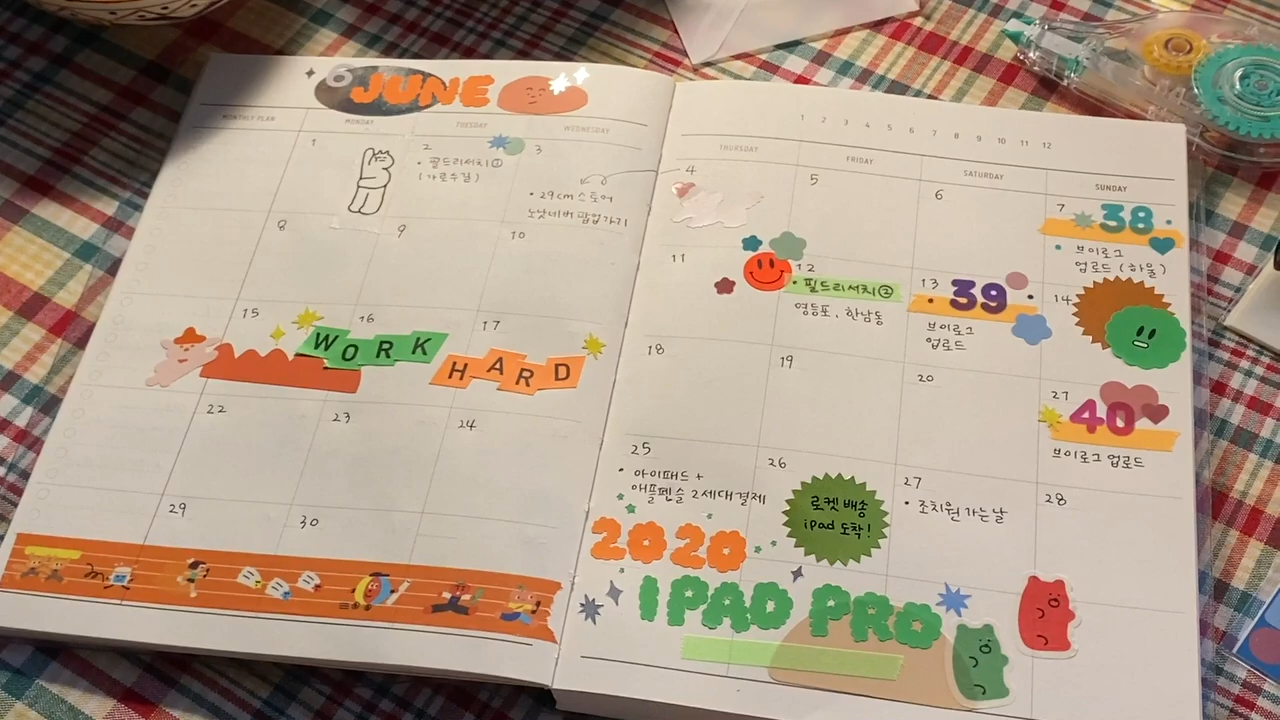 6 JUNE
MONTHLY PLAN
MONDAY
TUESDAY
WEDNESDAY
1
2
• 필드리서치①
(가로수길)
3
• 29cm 스토어
노낫네버 팝업가기
8
9
10
15
16
17
WORK HARD
22
23
24
29
30
1 2 3 4 5 6 7 8 9 10 11 12
THURSDAY
FRIDAY
SATURDAY
SUNDAY
4
5
6
7
38
• 브이로그
업로드 (하울)
11
12
• 필드리서치②
영등포, 한남동
13
39
브이로그
업로드
14
18
19
20
21
40
브이로그 업로드
25
• 아이패드 +
애플펜슬 2세대 결제
26
로켓 배송
ipad 도착!
27
• 조치원 가는 날
28
2020
IPAD PRO